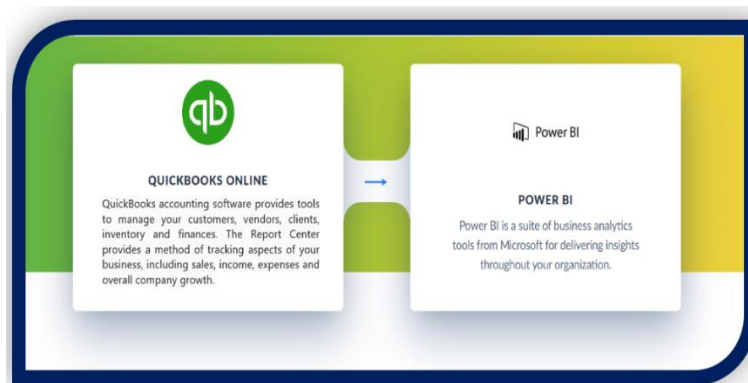 qb
QUICKBOOKS ONLINE
QuickBooks accounting software provides tools
to manage your customers, vendors, clients,
inventory and finances. The Report Center
provides a method of tracking aspects of your
business, including sales, income, expenses and
overall company growth.
Power BI
POWER BI
Power BI is a suite of business analytics
tools from Microsoft for delivering insights
throughout your organization.